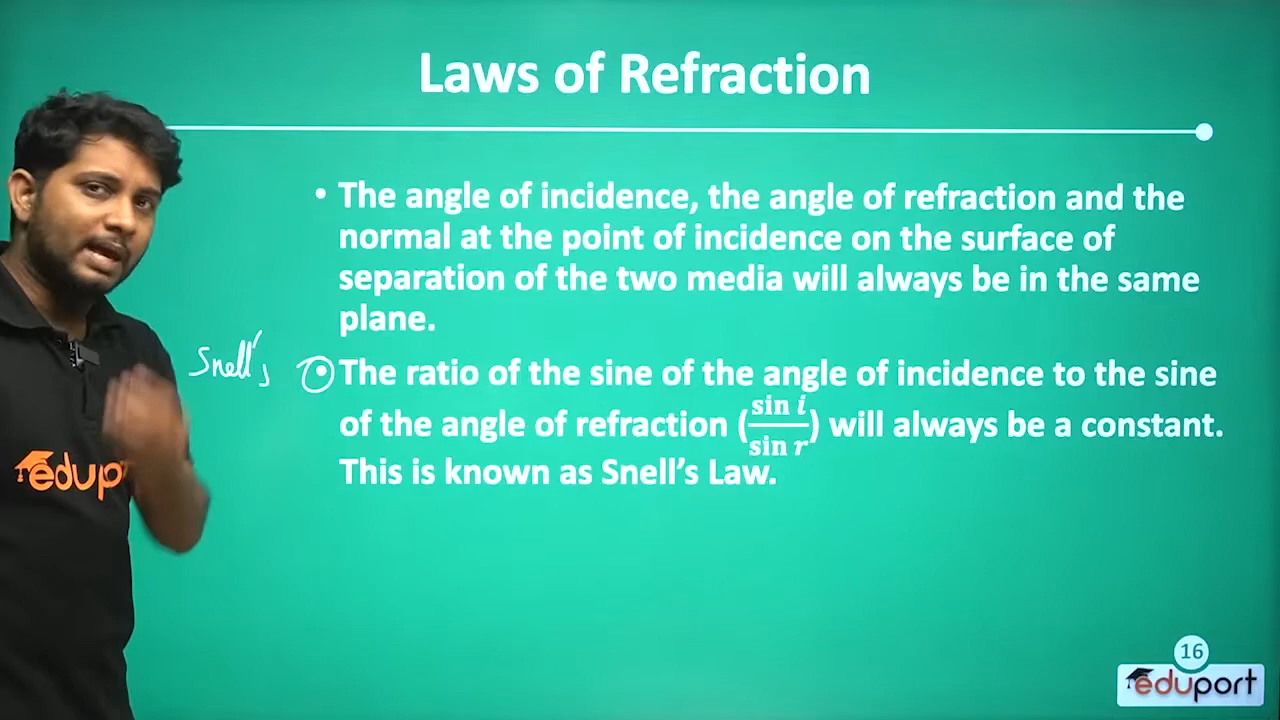 Laws of Refraction
• The angle of incidence, the angle of refraction and the
normal at the point of incidence on the surface of
separation of the two media will always be in the same
plane.
Snell's
• The ratio of the sine of the angle of incidence to the sine
of the angle of refraction (sin i/sin r) will always be a constant.
This is known as Snell’s Law.
edup
16
eduport